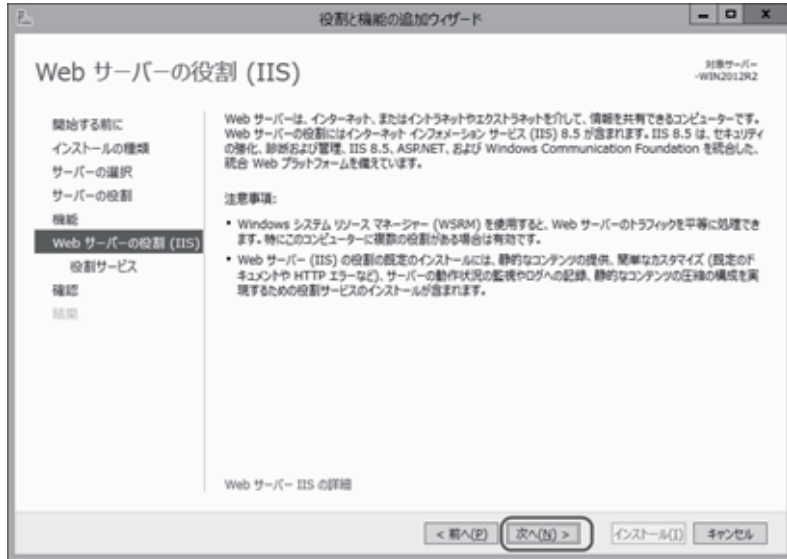 役割と機能の追加ウィザード
Web サーバーの役割 (IIS)
対象サーバー
-WIN2012R2
開始する前に
インストールの種類
サーバーの選択
サーバーの役割
機能
Web サーバーの役割 (IIS)
役割サービス
確認
結果
Web サーバーは、インターネット、またはイントラネットやエクストラネットを介して、情報を共有できるコンピューターです。
Web サーバーの役割にはインターネット インフォメーション サービス (IIS) 8.5 が含まれます。IIS 8.5 は、セキュリティ
の強化、診断および管理、IIS 8.5、ASP.NET、および Windows Communication Foundation を統合した、
統合 Web プラットフォームを備えています。
注意事項:
• Windows システム リソース マネージャー (WSRM) を使用すると、Web サーバーのトラフィックを平等に処理でき
ます。特にこのコンピューターに複数の役割がある場合は有効です。
• Web サーバー (IIS) の役割の既定のインストールには、静的なコンテンツの提供、簡単なカスタマイズ (既定のド
キュメントや HTTP エラーなど)、サーバーの動作状況の監視やログへの記録、静的なコンテンツの圧縮の構成を実
現するための役割サービスのインストールが含まれます。
Web サーバー IIS の詳細
< 前へ(P)
次へ(N) >
インストール(I)
キャンセル